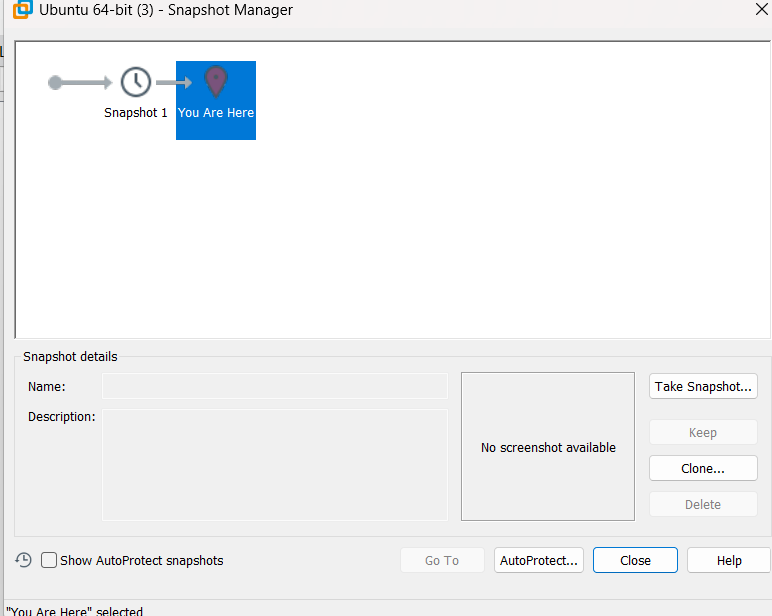 Ubuntu 64-bit (3) - Snapshot Manager
Snapshot 1
You Are Here
Snapshot details
Name:
Description:
No screenshot available
Take Snapshot...
Keep
Clone...
Delete
Show AutoProtect snapshots
Go To
AutoProtect...
Close
Help
"You Are Here" selected